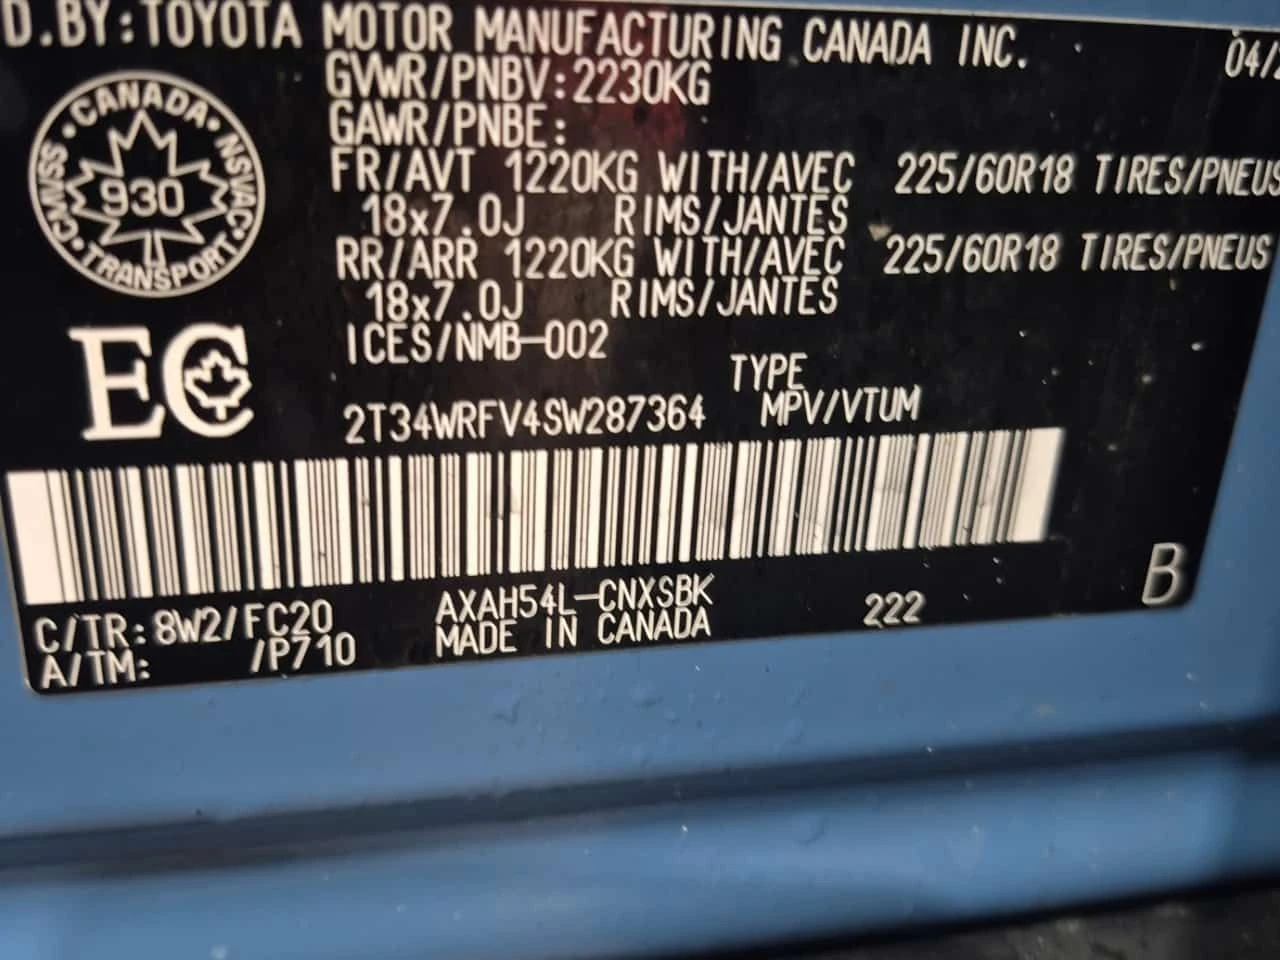 D.BY:TOYOTA MOTOR MANUFACTURING CANADA INC. 04/2
GVWR/PNBV:2230KG
GAWR/PNBE:
FR/AVT 1220KG WITH/AVEC 225/60R18 TIRES/PNEUS
18x7.0J RIMS/JANTES
RR/ARR 1220KG WITH/AVEC 225/60R18 TIRES/PNEUS
18x7.0J RIMS/JANTES
ICES/NMB-002
CANADA
930
TRANSPORT
CMVSS
NSVAC
EC
TYPE
2T34WRFV4SW287364 MPV/VTUM
C/TR:8W2/FC20 AXAH54L-CNXSBK 222 B
A/TM: /P710 MADE IN CANADA